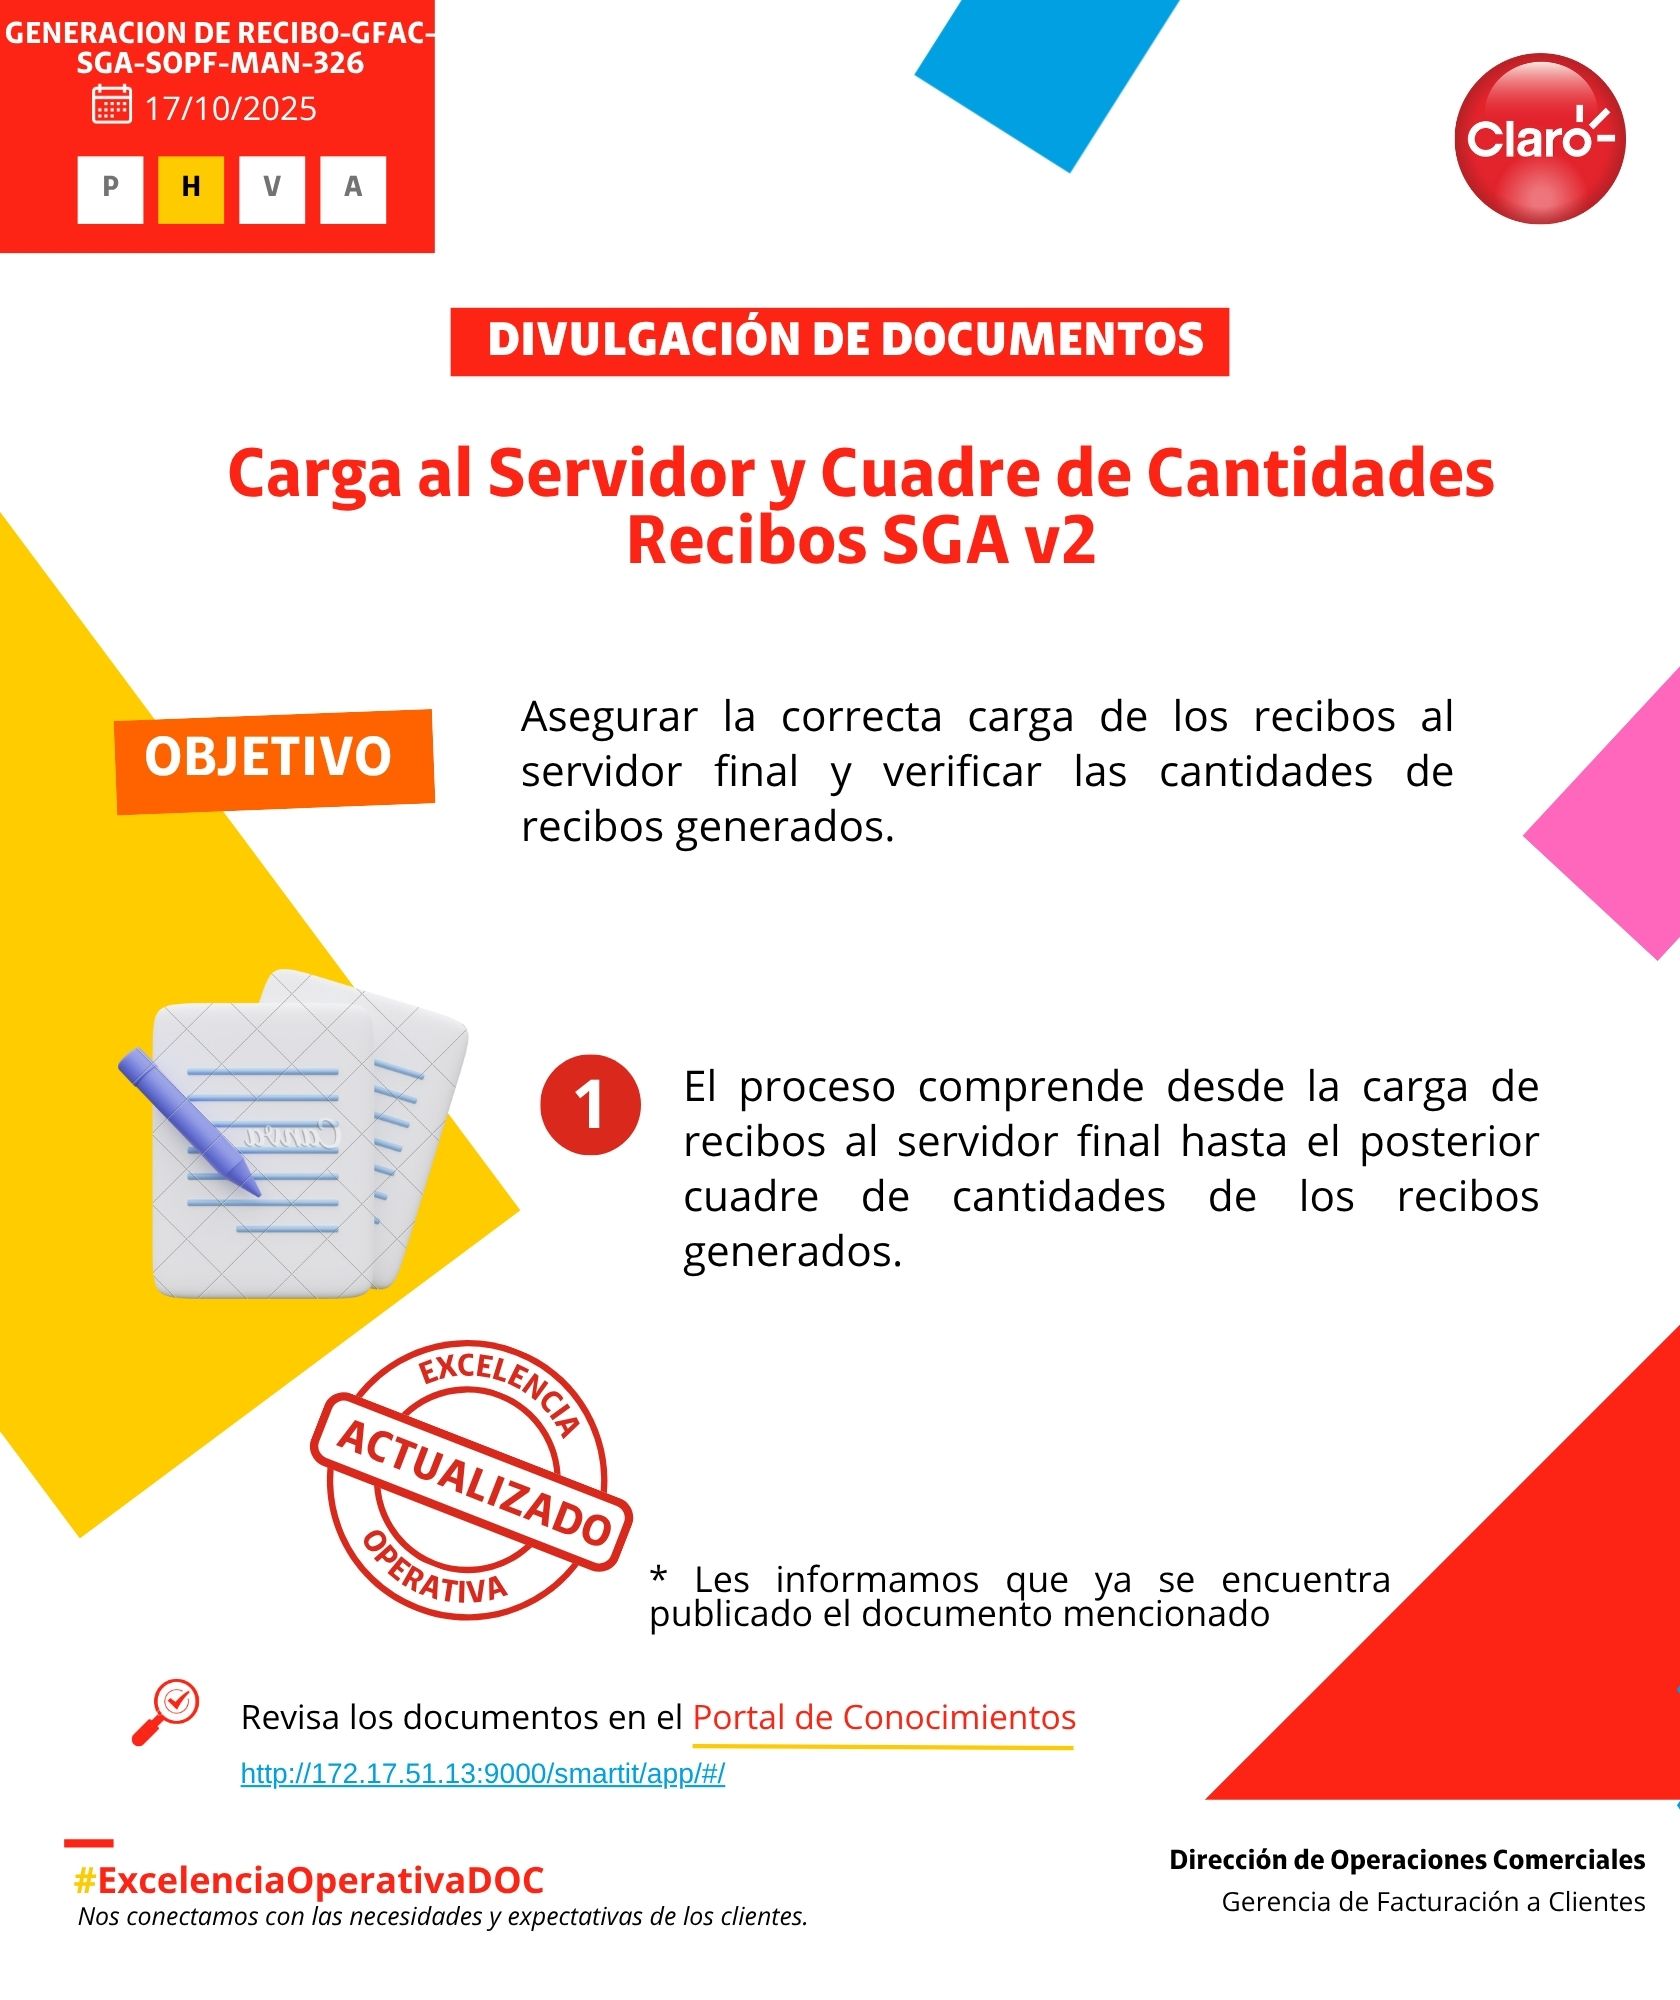 GENERACION DE RECIBO-GFAC-
SGA-SOPF-MAN-326
17/10/2025
P H V A
Claro
DIVULGACIÓN DE DOCUMENTOS
Carga al Servidor y Cuadre de Cantidades
Recibos SGA v2
OBJETIVO
Asegurar la correcta carga de los recibos al
servidor final y verificar las cantidades de
recibos generados.
Canva
1
El proceso comprende desde la carga de
recibos al servidor final hasta el posterior
cuadre de cantidades de los recibos
generados.
EXCELENCIA
ACTUALIZADO
OPERATIVA
* Les informamos que ya se encuentra
publicado el documento mencionado
Revisa los documentos en el Portal de Conocimientos
http://172.17.51.13:9000/smartit/app/#/
#ExcelenciaOperativaDOC
Nos conectamos con las necesidades y expectativas de los clientes.
Dirección de Operaciones Comerciales
Gerencia de Facturación a Clientes